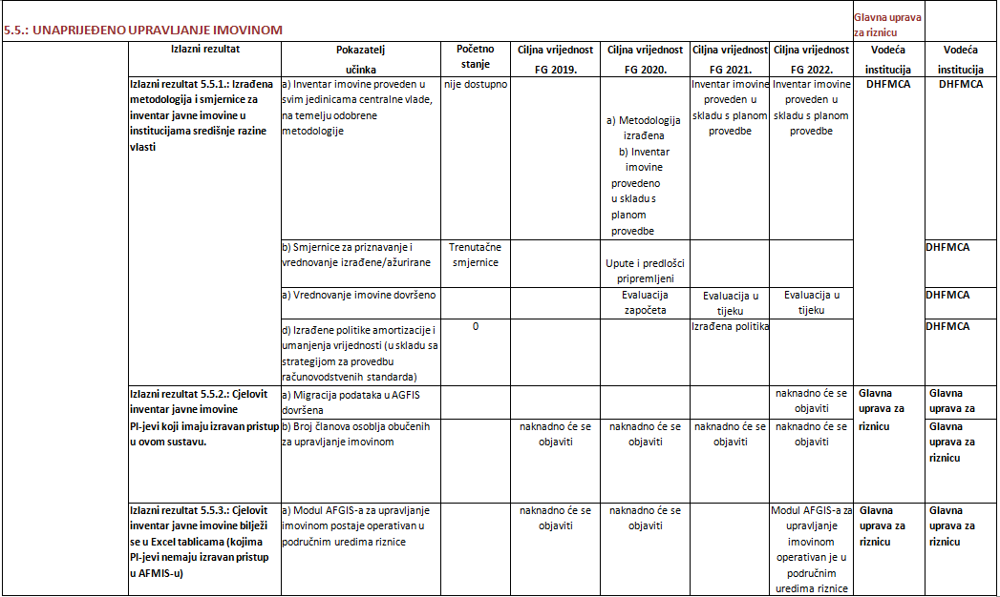 5.5.: UNAPRIJEĐENO UPRAVLJANJE IMOVINOM
Glavna uprava
za riznicu
Izlazni rezultat
Pokazatelj
učinka
Početno
stanje
Ciljna vrijednost
FG 2019.
Ciljna vrijednost
FG 2020.
Ciljna vrijednost
FG 2021.
Ciljna vrijednost
FG 2022.
Vodeća
institucija
Vodeća
institucija
Izlazni rezultat 5.5.1.: Izrađena
metodologija i smjernice za
inventar javne imovine u
institucijama središnje razine
vlasti
a) Inventar imovine proveden u
svim jedinicama centralne vlade,
na temelju odobrene
metodologije
nije dostupno
a) Metodologija
izrađena
b) Inventar
imovine
provedeno
u skladu s
planom
provedbe
Inventar imovine
proveden u
skladu s planom
provedbe
Inventar imovine
proveden u
skladu s planom
provedbe
DHFMCA
DHFMCA
b) Smjernice za priznavanje i
vrednovanje izrađene/ažurirane
Trenutačne
smjernice
Upute i predlošci
pripremljeni
DHFMCA
a) Vrednovanje imovine dovršeno
Evaluacija
započeta
Evaluacija u
tijeku
Evaluacija u
tijeku
DHFMCA
d) Izrađene politike amortizacije i
umanjenja vrijednosti (u skladu sa
strategijom za provedbu
računovodstvenih standarda)
0
Izrađena politika
DHFMCA
Izlazni rezultat 5.5.2.: Cjelovit
inventar javne imovine
PI-jevi koji imaju izravan pristup
u ovom sustavu.
a) Migracija podataka u AGFIS
dovršena
naknadno će se
objaviti
Glavna
uprava za
riznicu
Glavna
uprava za
b) Broj članova osoblja obučenih
za upravljanje imovinom
naknadno će se
objaviti
naknadno će se
objaviti
naknadno će se
objaviti
naknadno će se
objaviti
Glavna
uprava za
riznicu
Izlazni rezultat 5.5.3.: Cjelovit
inventar javne imovine bilježi
se u Excel tablicama (kojima
PI-jevi nemaju izravan pristup
u AFMIS-u)
a) Modul AFGIS-a za upravljanje
imovinom postaje operativan u
područnim uredima riznice
naknadno će se
objaviti
naknadno će se
objaviti
Modul AFGIS-a za
upravljanje
imovinom
operativan je u
područnim
uredima riznice
Glavna
uprava za
riznicu
Glavna
uprava za
riznicu